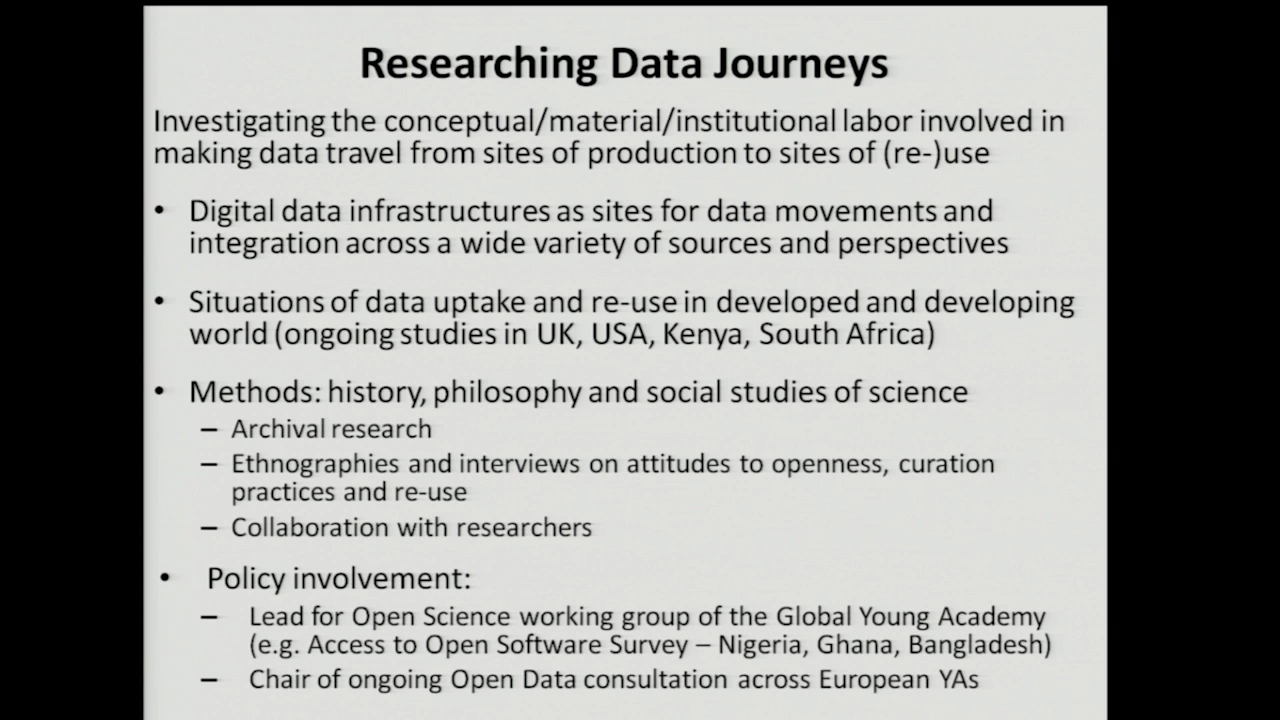 Researching Data Journeys
Investigating the conceptual/material/institutional labor involved in
making data travel from sites of production to sites of (re-)use
• Digital data infrastructures as sites for data movements and
integration across a wide variety of sources and perspectives
• Situations of data uptake and re-use in developed and developing
world (ongoing studies in UK, USA, Kenya, South Africa)
• Methods: history, philosophy and social studies of science
– Archival research
– Ethnographies and interviews on attitudes to openness, curation
practices and re-use
– Collaboration with researchers
• Policy involvement:
– Lead for Open Science working group of the Global Young Academy
(e.g. Access to Open Software Survey – Nigeria, Ghana, Bangladesh)
– Chair of ongoing Open Data consultation across European YAs